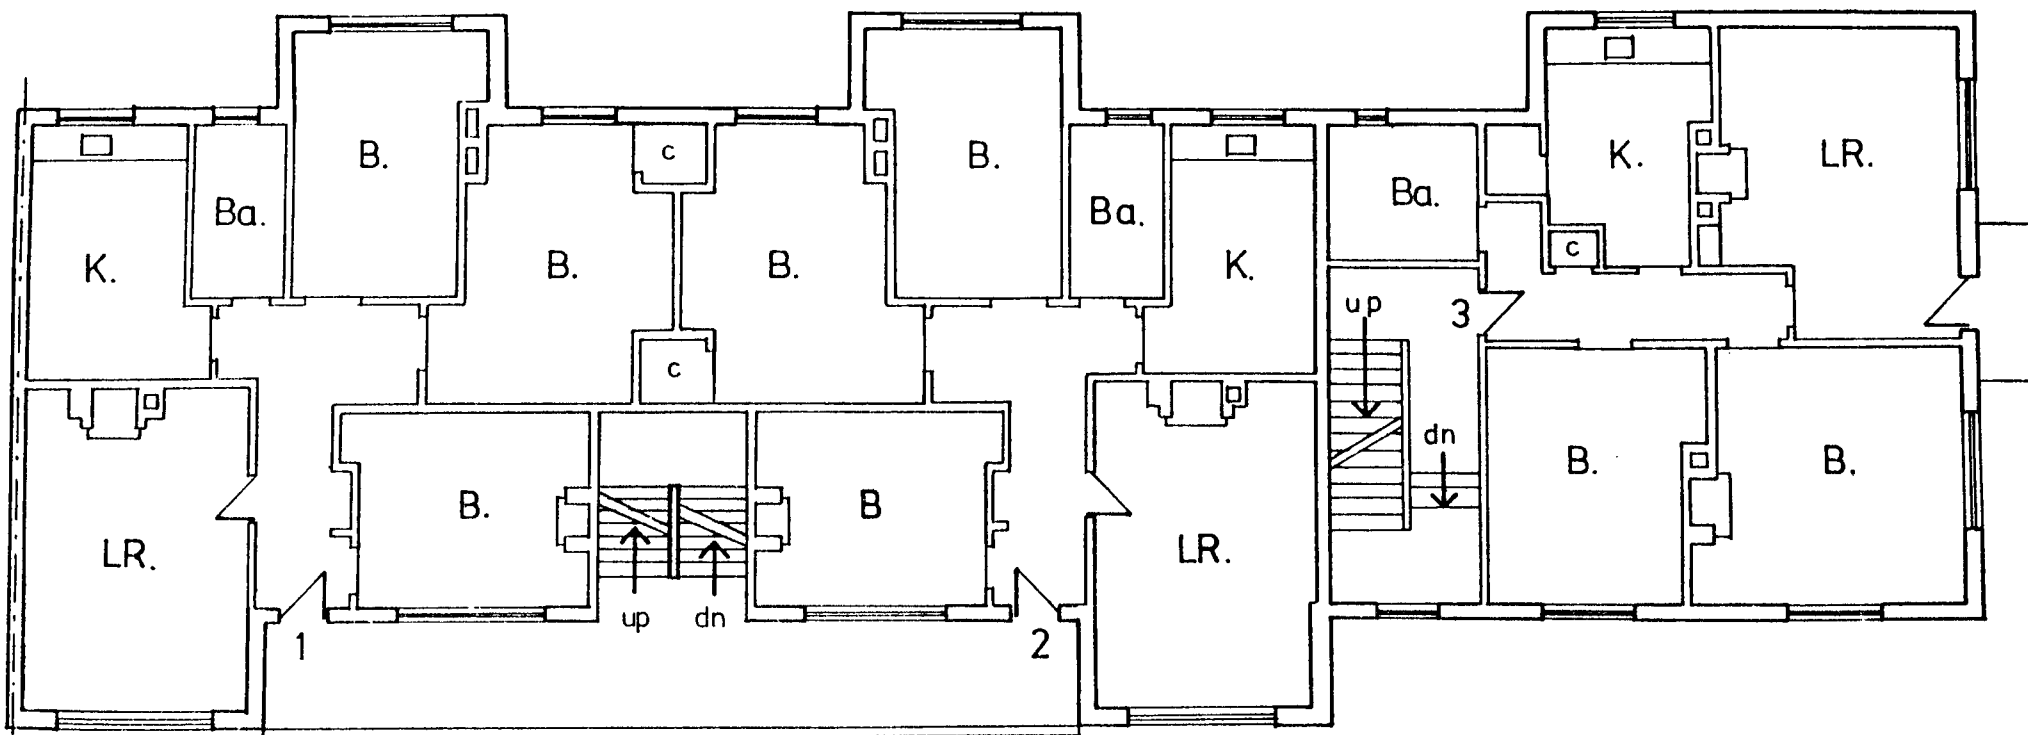 B. B. K. LR.
c
K. Ba. B. B. Ba. K. Ba. c
up 3
c
dn
LR. B. B LR. B. B.
up dn
1 2